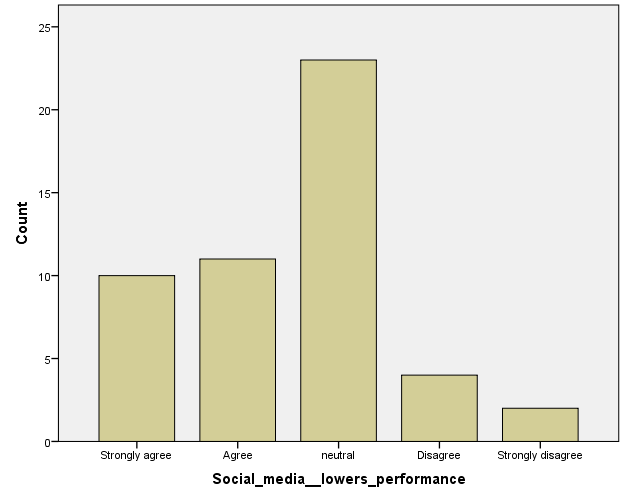 25
20
15
10
5
0
Count
Strongly agree
Agree
neutral
Disagree
Strongly disagree
Social_media__lowers_performance